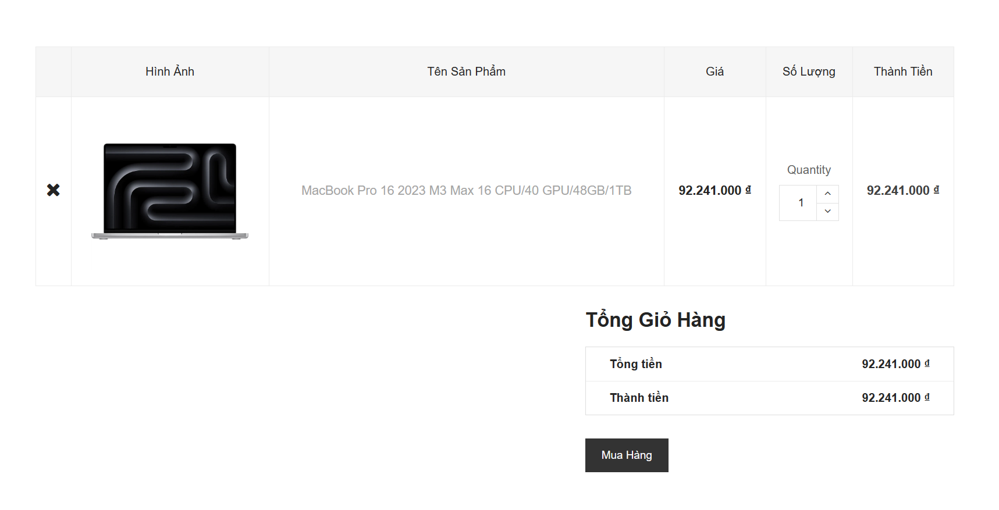 Hình Ảnh
Tên Sản Phẩm
Giá
Số Lượng
Thành Tiền
MacBook Pro 16 2023 M3 Max 16 CPU/40 GPU/48GB/1TB
92.241.000 ₫
Quantity
1
92.241.000 ₫
Tổng Giỏ Hàng
Tổng tiền 92.241.000 ₫
Thành tiền 92.241.000 ₫
Mua Hàng